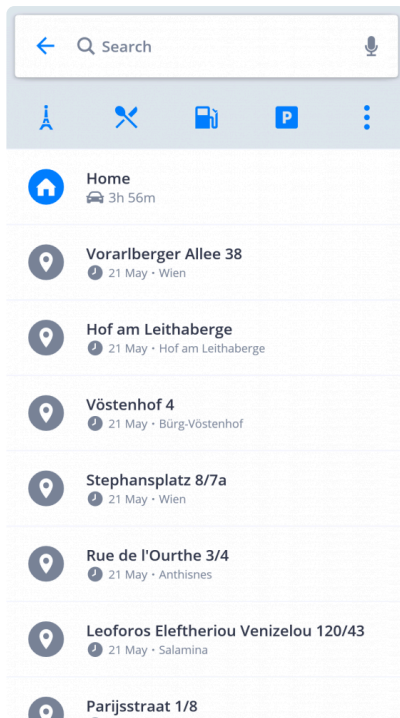 Search
P
Home
3h 56m
Vorarlberger Allee 38
21 May • Wien
Hof am Leithaberge
21 May • Hof am Leithaberge
Vöstenhof 4
21 May • Bürg-Vöstenhof
Stephansplatz 8/7a
21 May • Wien
Rue de l'Ourthe 3/4
21 May • Anthisnes
Leoforos Eleftheriou Venizelou 120/43
21 May • Salamina
Parijsstraat 1/8